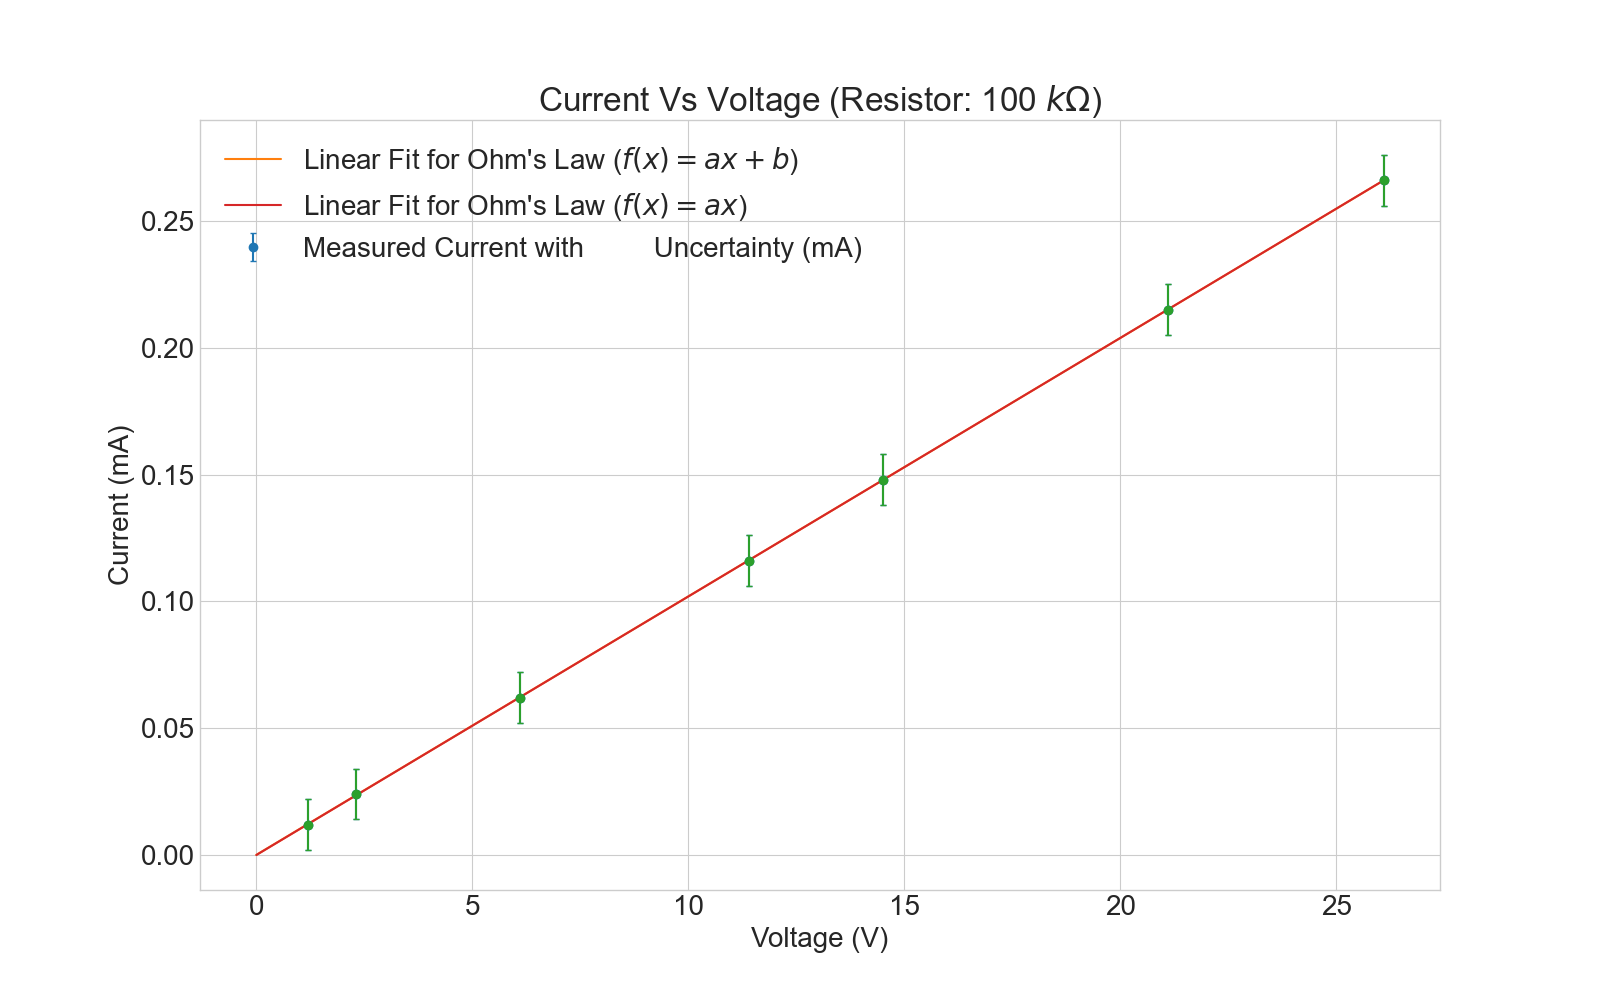 Current Vs Voltage (Resistor: 100 kΩ)
Linear Fit for Ohm's Law (f(x) = ax + b)
Linear Fit for Ohm's Law (f(x) = ax)
Measured Current with Uncertainty (mA)
0.25
0.20
0.15
0.10
0.05
0.00
Current (mA)
0 5 10 15 20 25
Voltage (V)